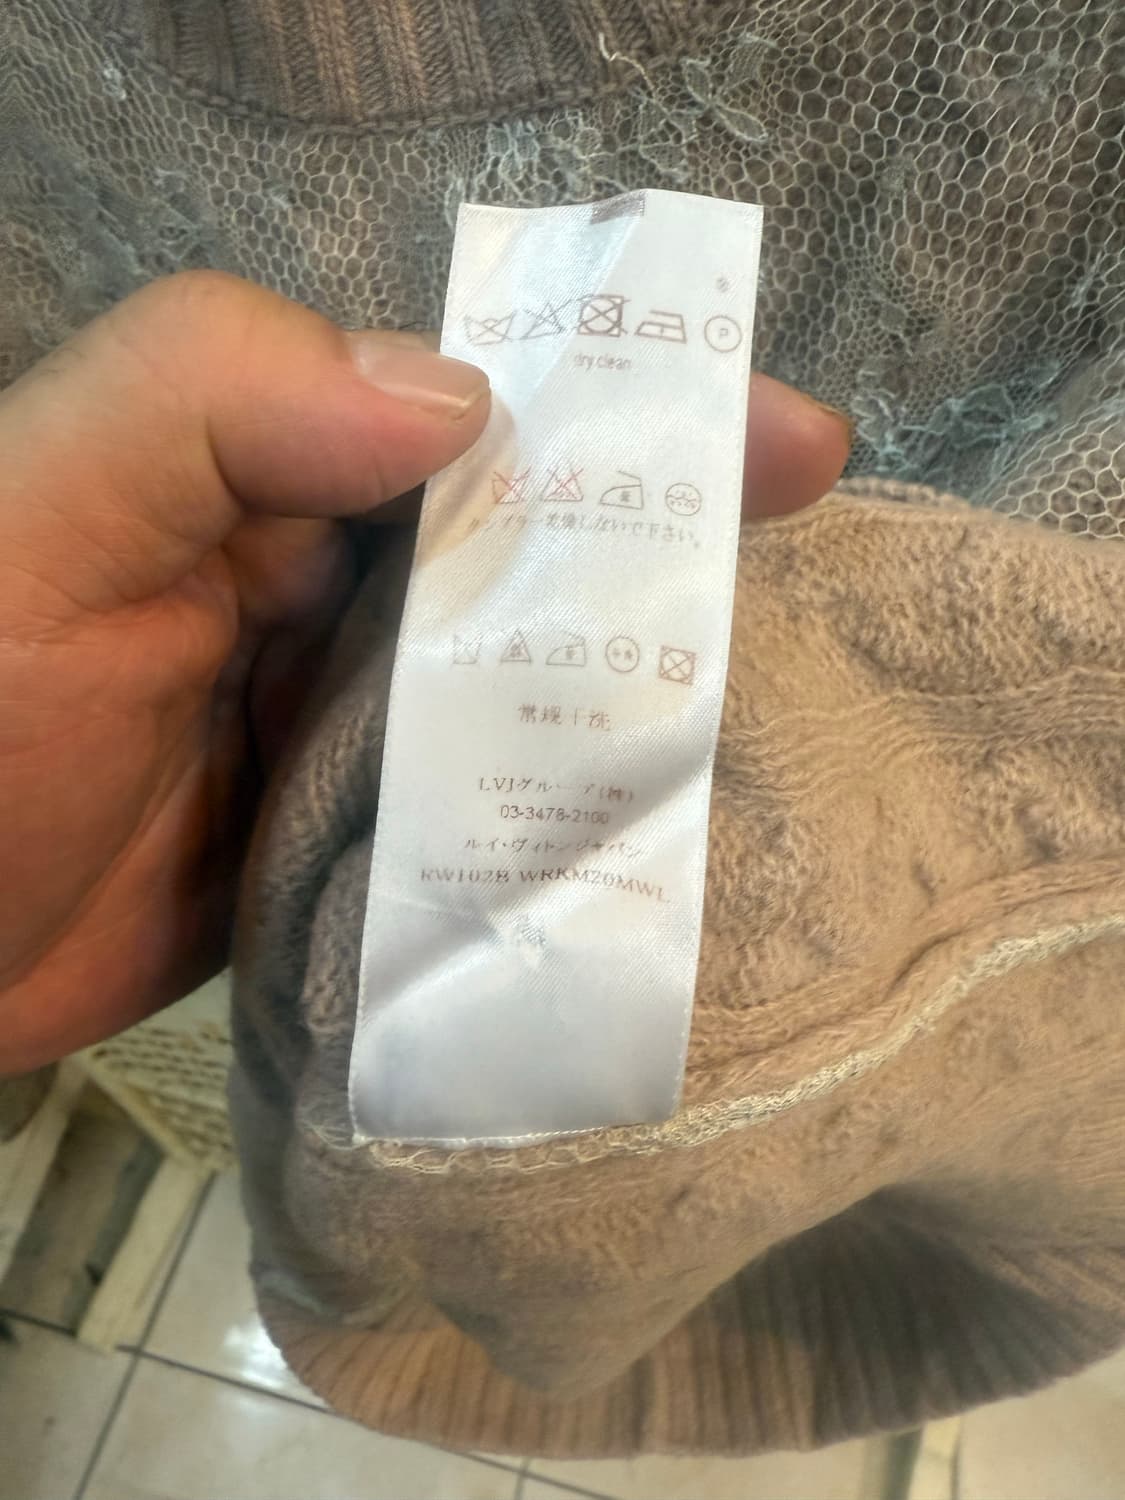 P
dry clean
タンブラー乾燥しないで下さい。
常规干洗
LVJグループ(株)
03-3478-2100
ルイ・ヴィトンジャパン
RW102B WRKM20MWL